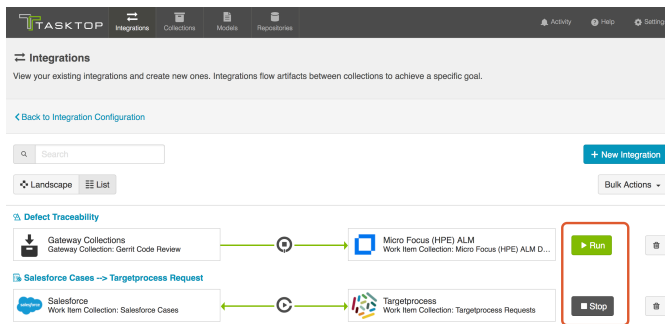 TASKTOP
Integrations
Collections
Models
Repositories
Activity
Help
Settings
Integrations
View your existing integrations and create new ones. Integrations flow artifacts between collections to achieve a specific goal.
Back to Integration Configuration
Search
+ New Integration
Landscape
List
Bulk Actions
Defect Traceability
Gateway Collections
Gateway Collection: Gerrit Code Review
Micro Focus (HPE) ALM
Work Item Collection: Micro Focus (HPE) ALM D...
Run
Salesforce Cases --> Targetprocess Request
salesforce
Salesforce
Work Item Collection: Salesforce Cases
Targetprocess
Work Item Collection: Targetprocess Requests
Stop